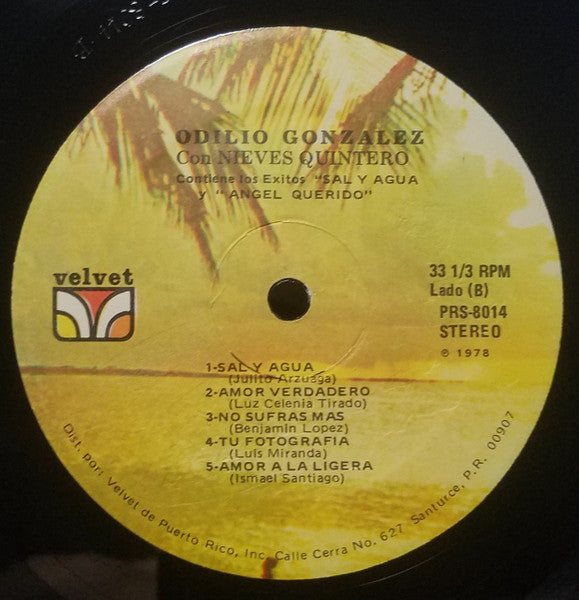 ODILIO GONZALEZ
Con NIEVES QUINTERO
Contiene los Exitos "SAL Y AGUA
y "ANGEL QUERIDO"
velvet
33 1/3 RPM
Lado (B)
PRS-8014
STEREO
℗ 1978
1-SAL Y AGUA
(Julito Arzuaga)
2-AMOR VERDADERO
(Luz Celenia Tirado)
3-NO SUFRAS MAS
(Benjamin Lopez)
4-TU FOTOGRAFIA
(Luis Miranda)
5-AMOR A LA LIGERA
(Ismael Santiago)
Dist. por: Velvet de Puerto Rico, Inc. Calle Cerra No. 627 Santurce, P.R. 00907